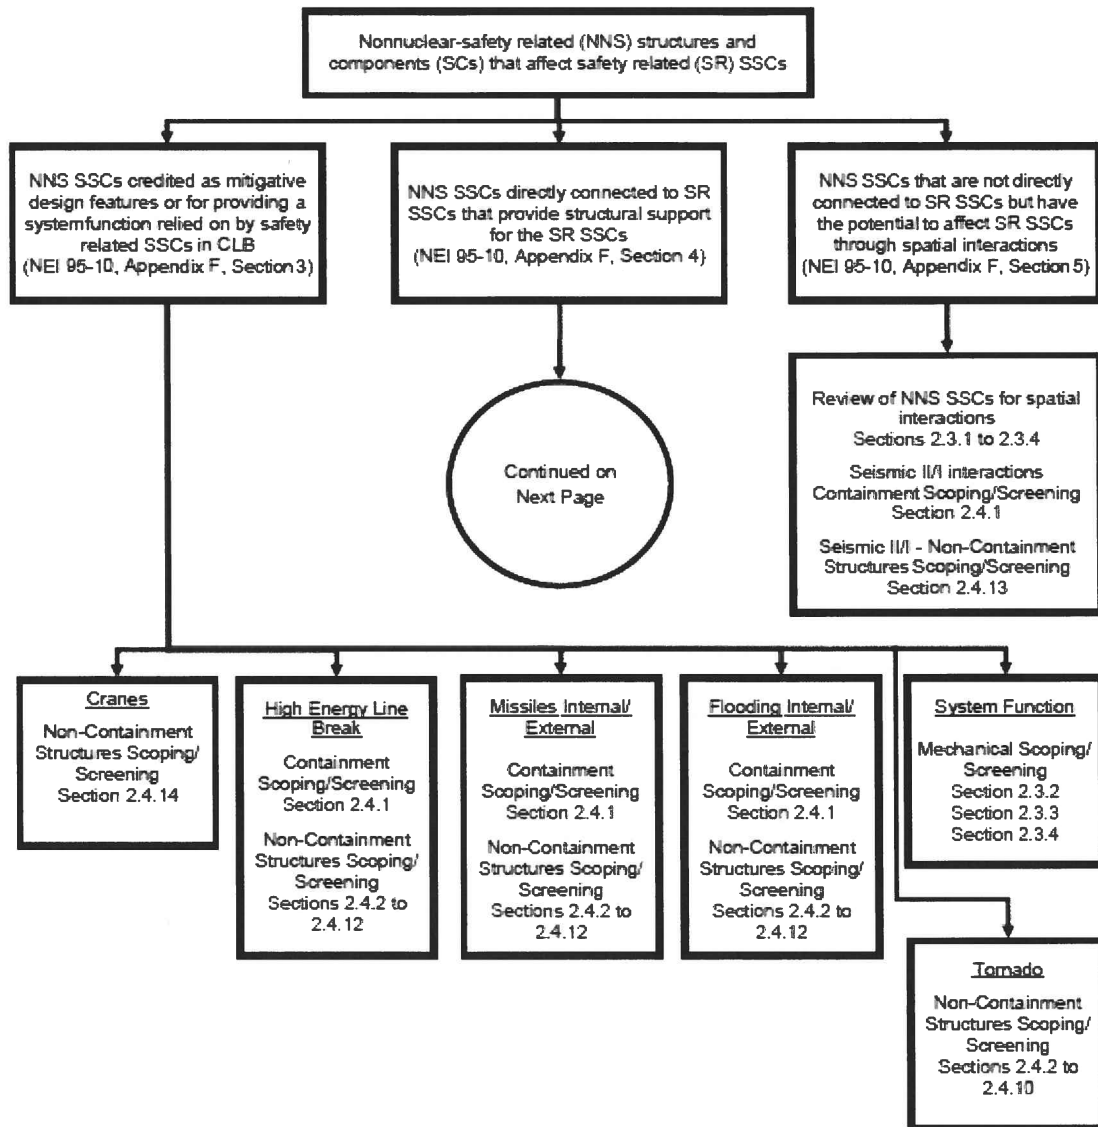 Nonnuclear-safety related (NNS) structures and
components (SCs) that affect safety related (SR) SSCs
NNS SSCs credited as mitigative
design features or for providing a
systemfunction relied on by safety
related SSCs in CLB
(NEI 95-10, Appendix F, Section 3)
NNS SSCs directly connected to SR
SSCs that provide structural support
for the SR SSCs
(NEI 95-10, Appendix F, Section 4)
NNS SSCs that are not directly
connected to SR SSCs but have
the potential to affect SR SSCs
through spatial interactions
(NEI 95-10, Appendix F, Section 5)
Continued on
Next Page
Review of NNS SSCs for spatial
interactions
Sections 2.3.1 to 2.3.4
Seismic II/I interactions
Containment Scoping/Screening
Section 2.4.1
Seismic II/I - Non-Containment
Structures Scoping/Screening
Section 2.4.13
Cranes
Non-Containment
Structures Scoping/
Screening
Section 2.4.14
High Energy Line
Break
Containment
Scoping/Screening
Section 2.4.1
Non-Containment
Structures Scoping/
Screening
Sections 2.4.2 to
2.4.12
Missiles Internal/
External
Containment
Scoping/Screening
Section 2.4.1
Non-Containment
Structures Scoping/
Screening
Sections 2.4.2 to
2.4.12
Flooding Internal/
External
Containment
Scoping/Screening
Section 2.4.1
Non-Containment
Structures Scoping/
Screening
Sections 2.4.2 to
2.4.12
System Function
Mechanical Scoping/
Screening
Section 2.3.2
Section 2.3.3
Section 2.3.4
Tornado
Non-Containment
Structures Scoping/
Screening
Sections 2.4.2 to
2.4.10